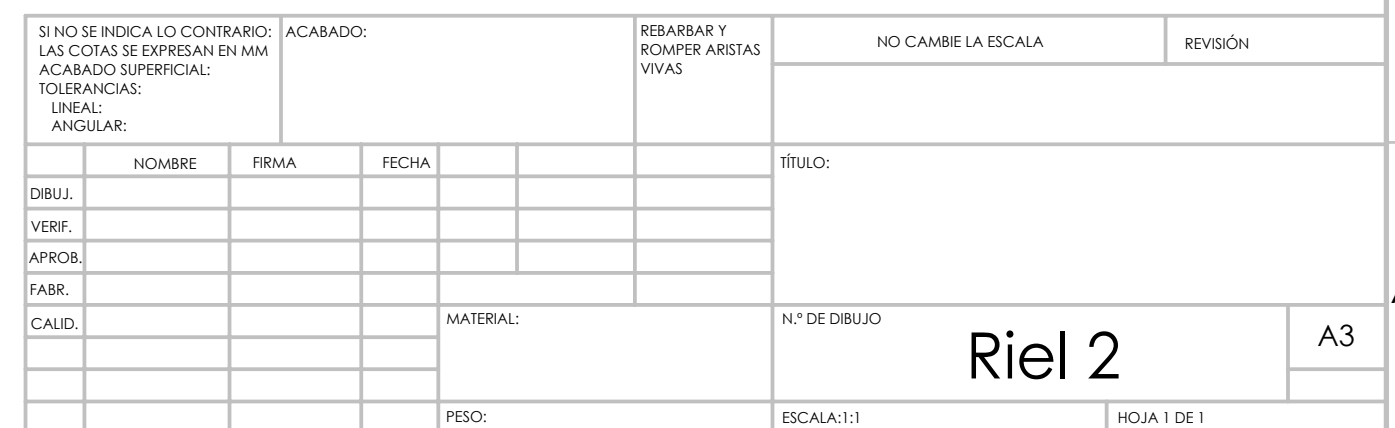 SI NO SE INDICA LO CONTRARIO:
LAS COTAS SE EXPRESAN EN MM
ACABADO SUPERFICIAL:
TOLERANCIAS:
LINEAL:
ANGULAR:
ACABADO:
REBARBAR Y
ROMPER ARISTAS
VIVAS
NO CAMBIE LA ESCALA
REVISIÓN
NOMBRE FIRMA FECHA
TÍTULO:
DIBUJ.
VERIF.
APROB.
FABR.
CALID.
MATERIAL:
N.º DE DIBUJO
Riel 2
A3
PESO:
ESCALA:1:1
HOJA 1 DE 1